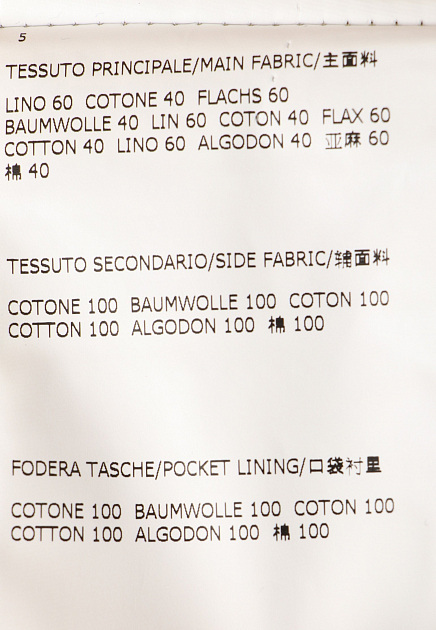 5
TESSUTO PRINCIPALE/MAIN FABRIC/主面料
LINO 60 COTONE 40 FLACHS 60
BAUMWOLLE 40 LIN 60 COTON 40 FLAX 60
COTTON 40 LINO 60 ALGODON 40 亚麻 60
棉 40
TESSUTO SECONDARIO/SIDE FABRIC/辅面料
COTONE 100 BAUMWOLLE 100 COTON 100
COTTON 100 ALGODON 100 棉 100
FODERA TASCHE/POCKET LINING/口袋衬里
COTONE 100 BAUMWOLLE 100 COTON 100
COTTON 100 ALGODON 100 棉 100